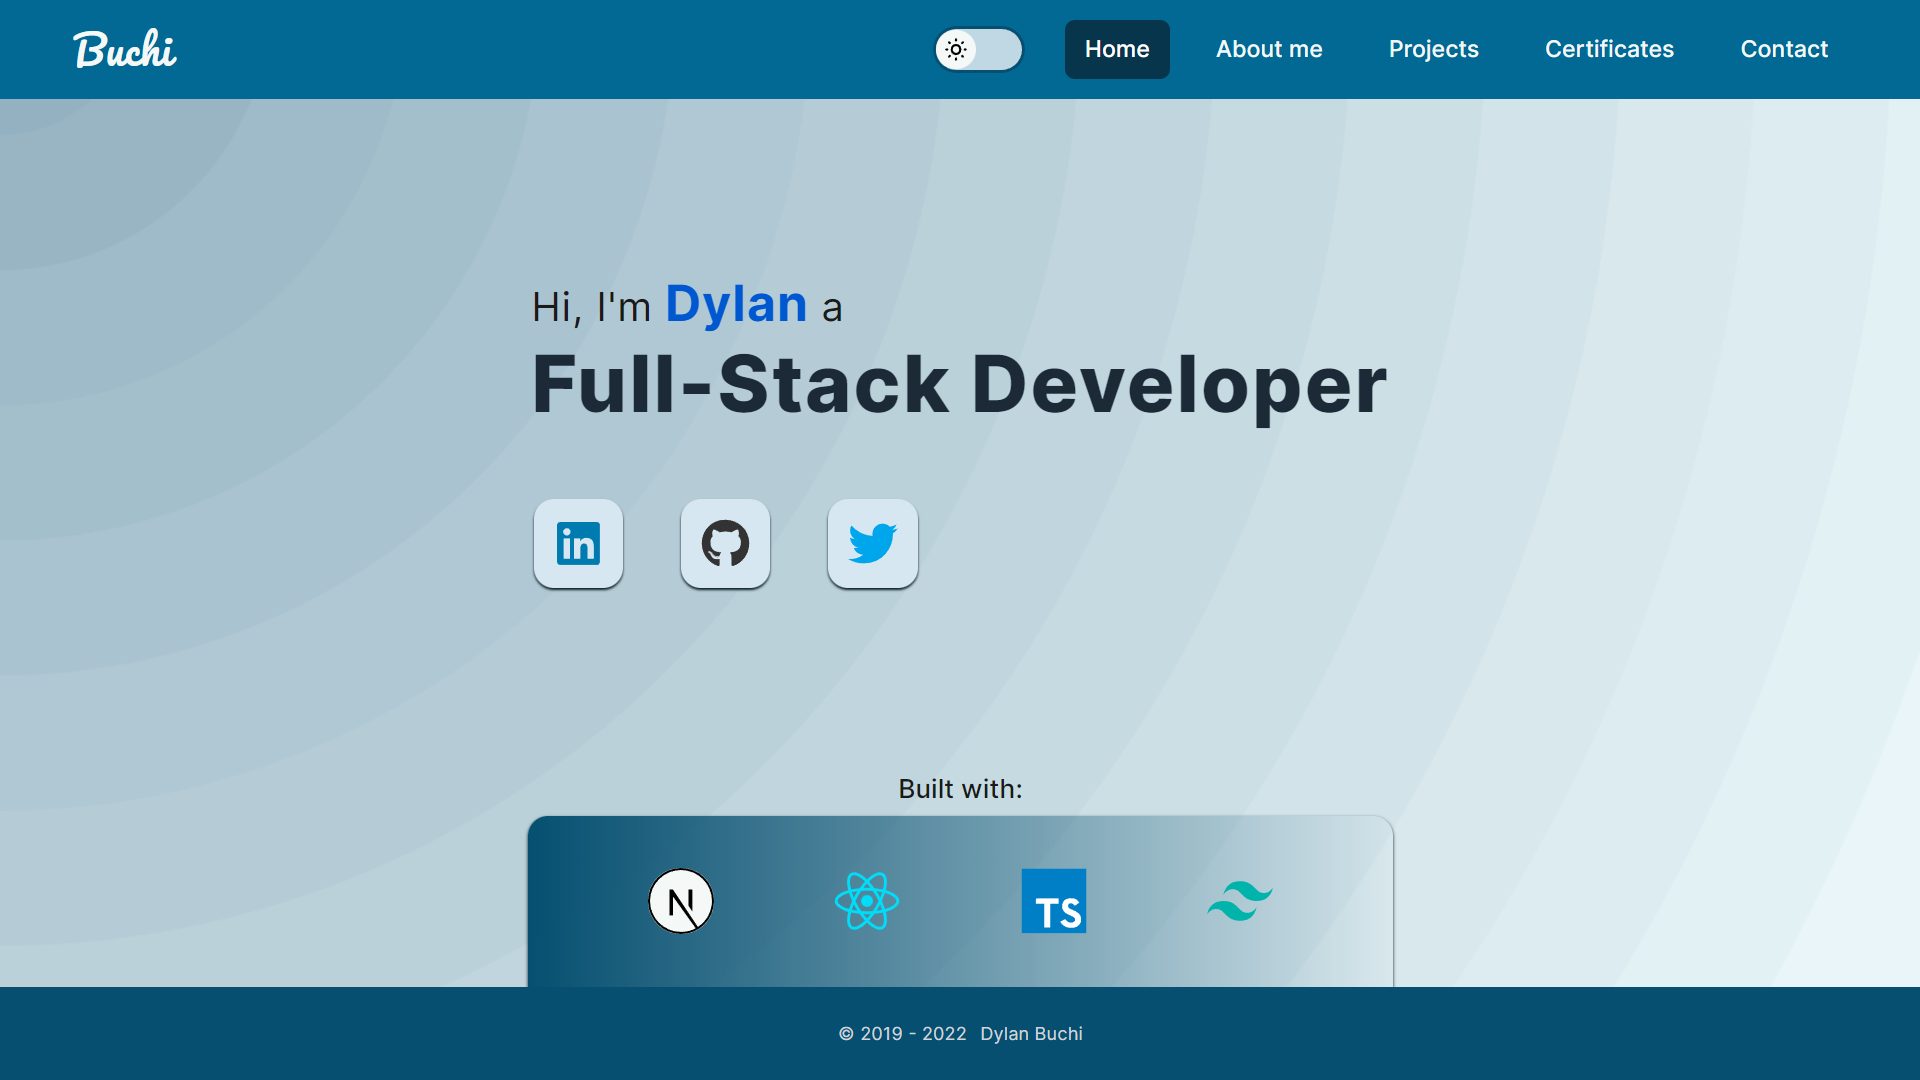 Buchi
Home About me Projects Certificates Contact
Hi, I'm Dylan a
Full-Stack Developer
in
Built with:
N
TS
© 2019 - 2022 Dylan Buchi